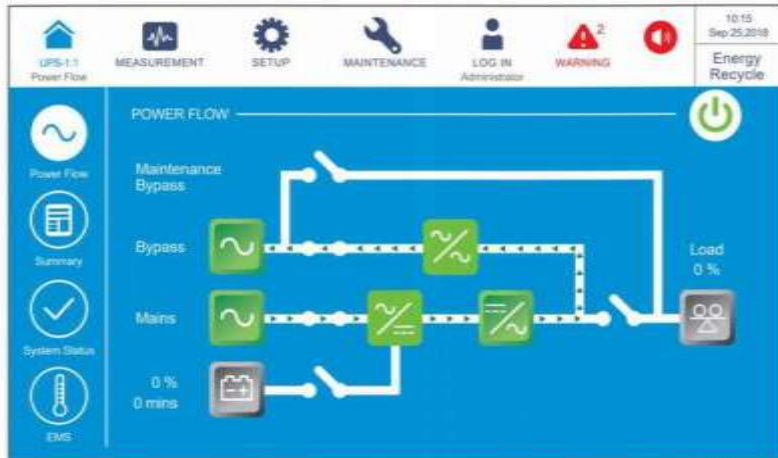 UPS-1.1
Power Flow
MEASUREMENT
SETUP
MAINTENANCE
LOG IN
Administrator
2
WARNING
10:15
Sep 25,2018
Energy
Recycle
POWER FLOW
Power Flow
Maintenance
Bypass
Bypass
Summary
Load
0 %
Mains
System Status
0 %
0 mins
EMS